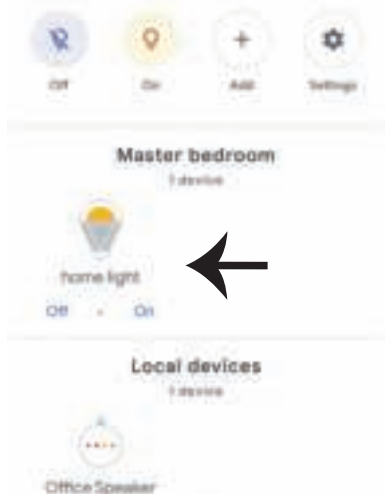 Off On Add Settings
Master bedroom
1 device
home light
Off On
Local devices
1 device
Office Speaker